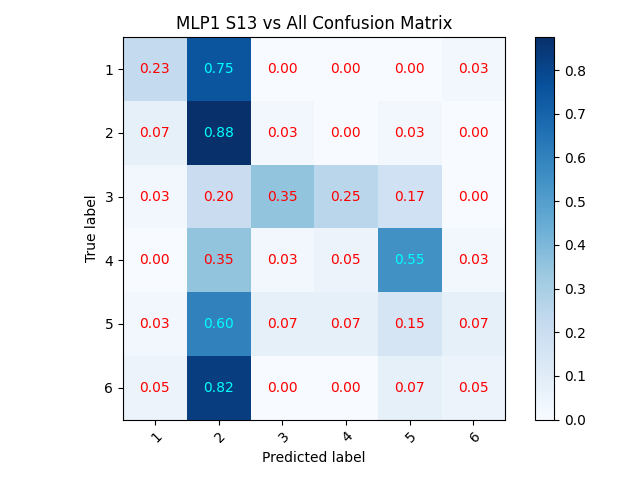 MLP1 S13 vs All Confusion Matrix
True label
1 0.23 0.75 0.00 0.00 0.00 0.03
2 0.07 0.88 0.03 0.00 0.03 0.00
3 0.03 0.20 0.35 0.25 0.17 0.00
4 0.00 0.35 0.03 0.05 0.55 0.03
5 0.03 0.60 0.07 0.07 0.15 0.07
6 0.05 0.82 0.00 0.00 0.07 0.05
1 2 3 4 5 6
Predicted label
0.8
0.7
0.6
0.5
0.4
0.3
0.2
0.1
0.0